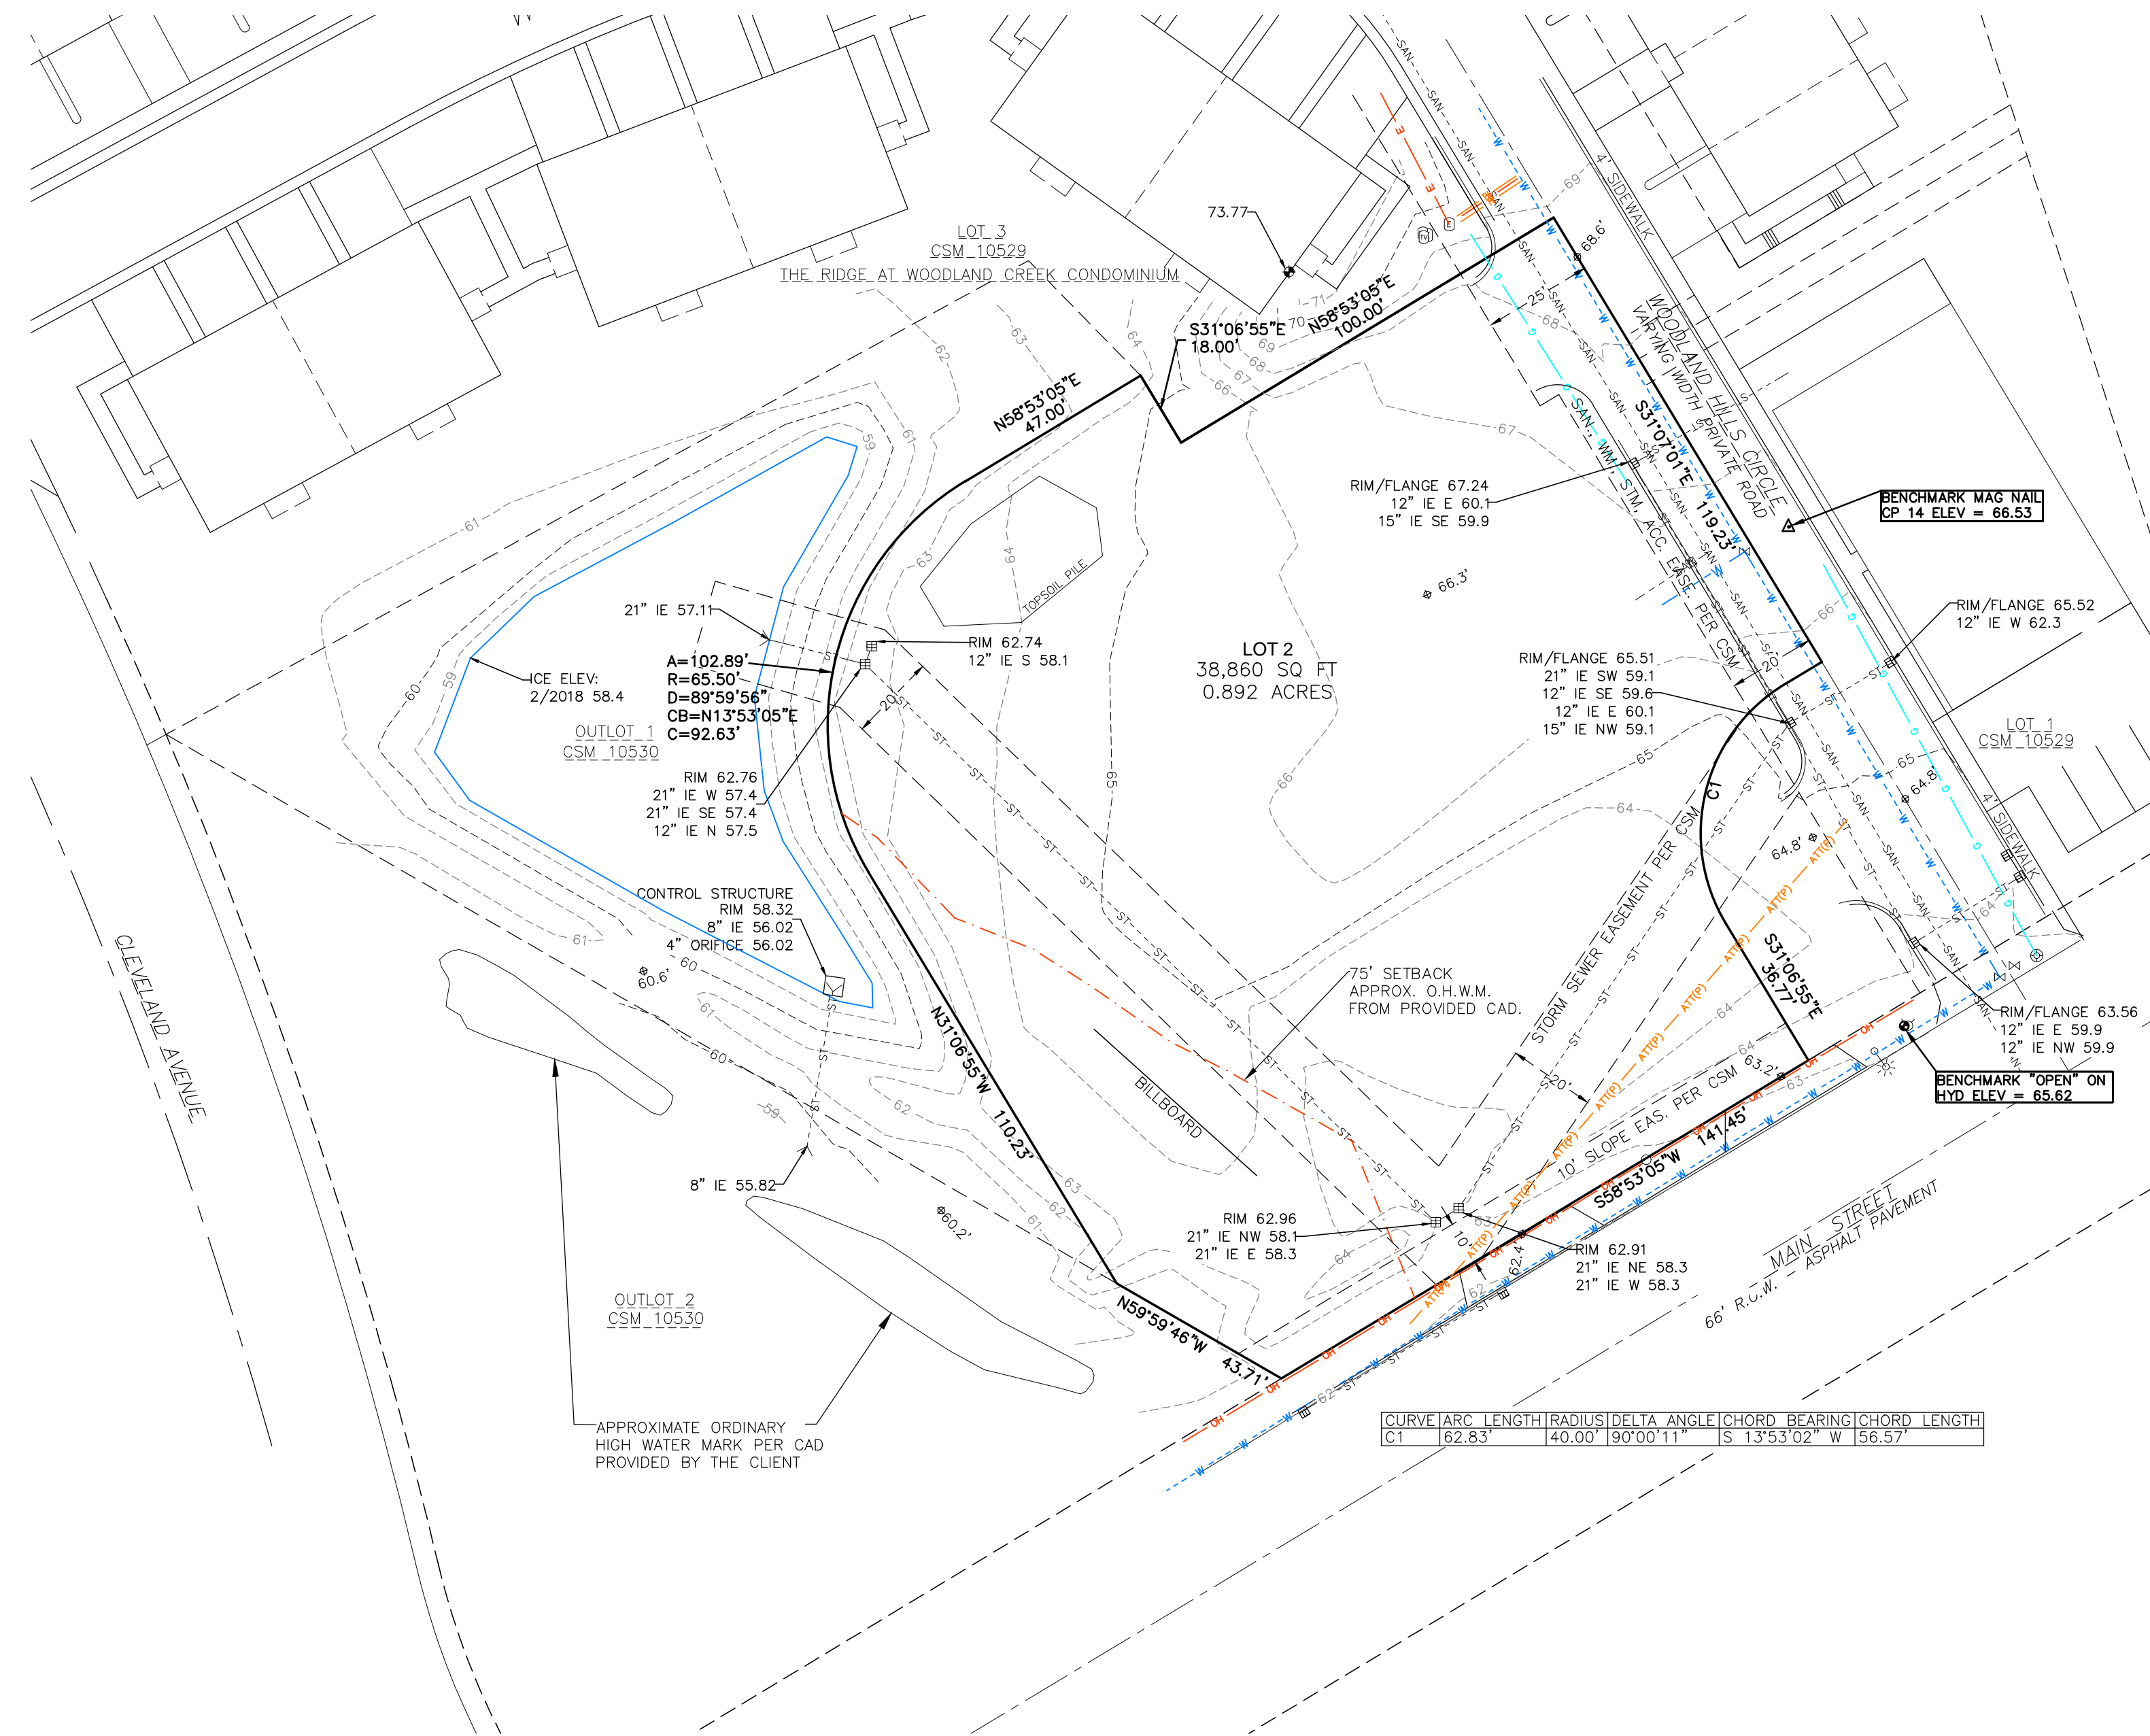 LOT 3
CSM 10529
THE RIDGE AT WOODLAND CREEK CONDOMINIUM
73.77
4' SIDEWALK
68.6'
25'
WOODLAND HILLS CIRCLE
VARYING WIDTH PRIVATE ROAD
S31°06'55"E
18.00'
N58°53'05"E
100.00'
N58°53'05"E
47.00'
S31°07'01"E 119.23'
SAN., WM, STM, ACC. EASE. PER CSM
RIM/FLANGE 67.24
12" IE E 60.1
15" IE SE 59.9
BENCHMARK MAG NAIL
CP 14 ELEV = 66.53
TOPSOIL PILE
66.3'
21" IE 57.11
RIM 62.74
12" IE S 58.1
A=102.89'
R=65.50'
D=89°59'56"
CB=N13°53'05"E
C=92.63'
ICE ELEV:
2/2018 58.4
OUTLOT 1
CSM 10530
LOT 2
38,860 SQ FT
0.892 ACRES
RIM/FLANGE 65.52
12" IE W 62.3
RIM/FLANGE 65.51
21" IE SW 59.1
12" IE SE 59.6
12" IE E 60.1
15" IE NW 59.1
20'
20'
LOT 1
CSM 10529
RIM 62.76
21" IE W 57.4
21" IE SE 57.4
12" IE N 57.5
C1
64.8'
64.8'
4' SIDEWALK
CONTROL STRUCTURE
RIM 58.32
8" IE 56.02
4" ORIFICE 56.02
60.6'
CLEVELAND AVENUE
75' SETBACK
APPROX. O.H.W.M.
FROM PROVIDED CAD.
STORM SEWER EASEMENT PER CSM
S31°06'55"E
36.77'
RIM/FLANGE 63.56
12" IE E 59.9
12" IE NW 59.9
BENCHMARK "OPEN" ON
HYD ELEV = 65.62
N31°06'55"W 110.23'
BILLBOARD
20'
10' SLOPE EAS. PER CSM
63.2'
141.45'
S58°53'05"W
8" IE 55.82
60.2'
RIM 62.96
21" IE NW 58.1
21" IE E 58.3
10'
62.4'
RIM 62.91
21" IE NE 58.3
21" IE W 58.3
MAIN STREET
66' R.O.W. - ASPHALT PAVEMENT
OUTLOT 2
CSM 10530
N59°59'46"W 43.71'
APPROXIMATE ORDINARY
HIGH WATER MARK PER CAD
PROVIDED BY THE CLIENT
CURVE ARC LENGTH RADIUS DELTA ANGLE CHORD BEARING CHORD LENGTH
C1 62.83' 40.00' 90°00'11" S 13°53'02" W 56.57'